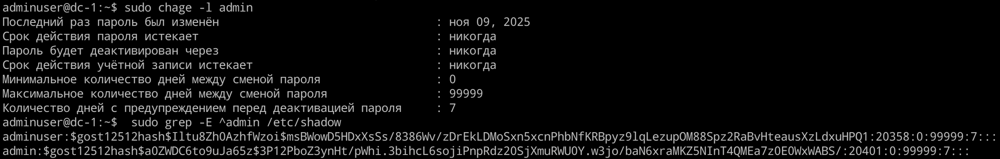 adminuser@dc-1:~$ sudo chage -l admin
Последний раз пароль был изменён : ноя 09, 2025
Срок действия пароля истекает : никогда
Пароль будет деактивирован через : никогда
Срок действия учётной записи истекает : никогда
Минимальное количество дней между сменой пароля : 0
Максимальное количество дней между сменой пароля : 99999
Количество дней с предупреждением перед деактивацией пароля : 7
adminuser@dc-1:~$  sudo grep -E ^admin /etc/shadow
adminuser:$gost12512hash$Iltu8Zh0AzhfWzoi$msBWowD5HDxXsSs/8386Wv/zDrEkLDMoSxn5xcnPhbNfKRBpyz9lqLezupOM88Spz2RaBvHteausXzLdxuHPQ1:20358:0:99999:7:::
admin:$gost12512hash$a0ZWDC6to9uJa65z$3P12PboZ3ynHt/pWhi.3bihcL6sojiPnpRdz20SjXmuRWU0Y.w3jo/baN6xraMKZ5NInT4QMEa7z0E0WxWABS/:20401:0:99999:7:::